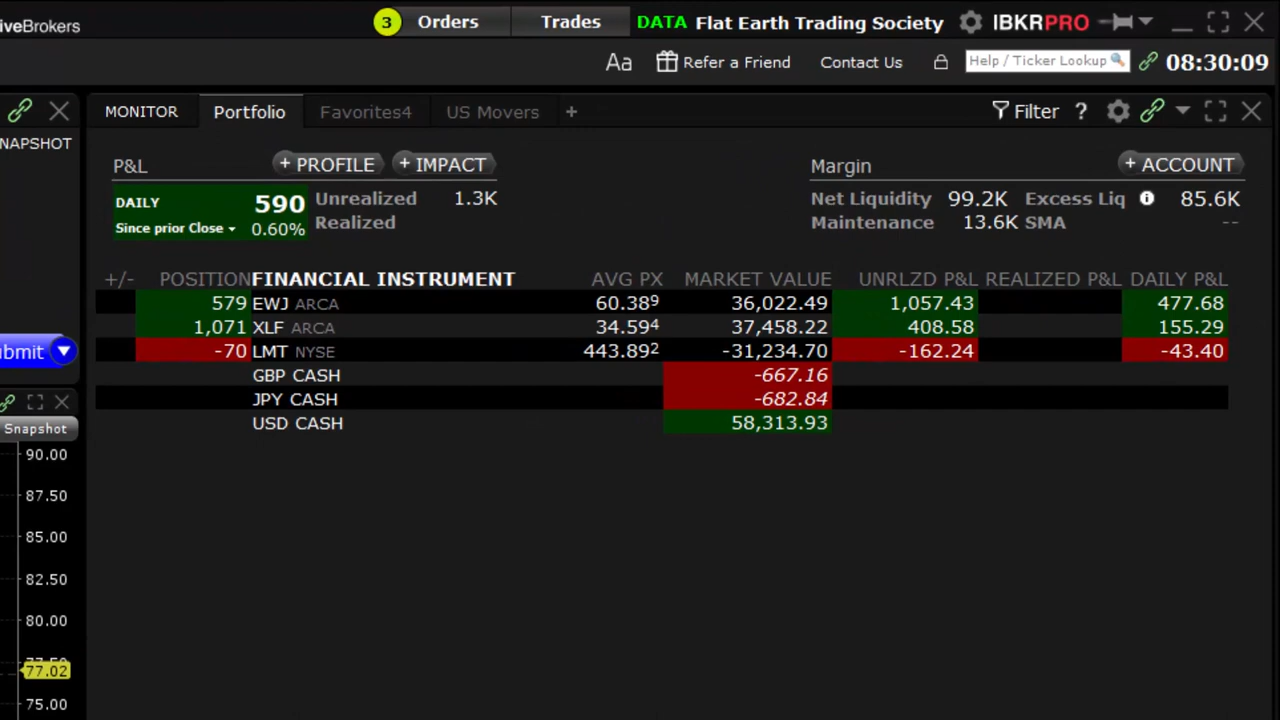 iveBrokers
3 Orders Trades DATA Flat Earth Trading Society IBKRPRO
Aa Refer a Friend Contact Us Help / Ticker Lookup 08:30:09
NAPSHOT
MONITOR Portfolio Favorites4 US Movers + Filter ?
P&L + PROFILE + IMPACT Margin + ACCOUNT
DAILY 590 Unrealized 1.3K Net Liquidity 99.2K Excess Liq 85.6K
Since prior Close 0.60% Realized Maintenance 13.6K SMA --
+/- POSITION FINANCIAL INSTRUMENT AVG PX MARKET VALUE UNRLZD P&L REALIZED P&L DAILY P&L
579 EWJ ARCA 60.38⁹ 36,022.49 1,057.43 477.68
1,071 XLF ARCA 34.59⁴ 37,458.22 408.58 155.29
-70 LMT NYSE 443.89² -31,234.70 -162.24 -43.40
GBP CASH -667.16
JPY CASH -682.84
USD CASH 58,313.93
ubmit
Snapshot
90.00
87.50
85.00
82.50
80.00
77.02
75.00